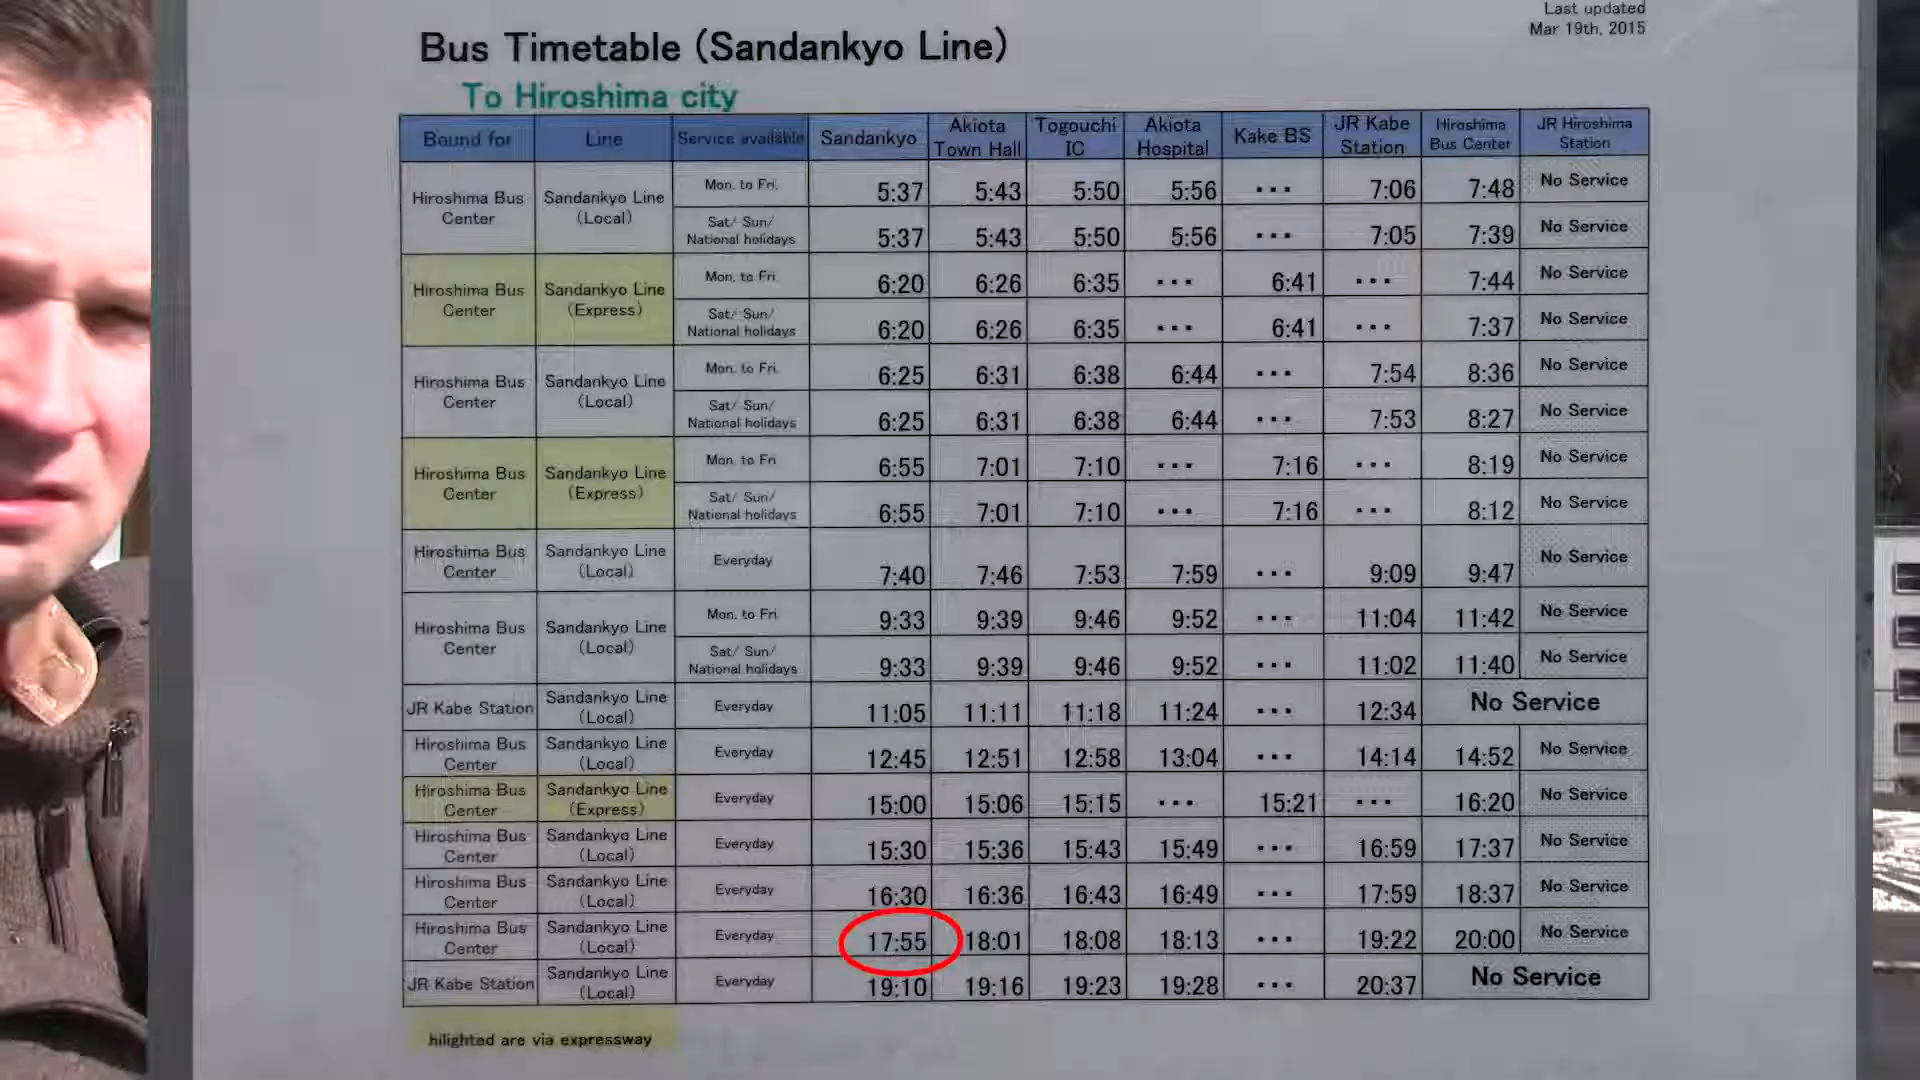 Last updated
Mar 19th, 2015
Bus Timetable (Sandankyo Line)
To Hiroshima city
Bound for Line Service available Sandankyo Akiota Town Hall Togouchi IC Akiota Hospital Kake BS JR Kabe Station Hiroshima Bus Center JR Hiroshima Station
Hiroshima Bus Center Sandankyo Line (Local) Mon. to Fri. 5:37 5:43 5:50 5:56 ・・・ 7:06 7:48 No Service
Sat/ Sun/ National holidays 5:37 5:43 5:50 5:56 ・・・ 7:05 7:39 No Service
Hiroshima Bus Center Sandankyo Line (Express) Mon. to Fri. 6:20 6:26 6:35 ・・・ 6:41 ・・・ 7:44 No Service
Sat/ Sun/ National holidays 6:20 6:26 6:35 ・・・ 6:41 ・・・ 7:37 No Service
Hiroshima Bus Center Sandankyo Line (Local) Mon. to Fri. 6:25 6:31 6:38 6:44 ・・・ 7:54 8:36 No Service
Sat/ Sun/ National holidays 6:25 6:31 6:38 6:44 ・・・ 7:53 8:27 No Service
Hiroshima Bus Center Sandankyo Line (Express) Mon. to Fri 6:55 7:01 7:10 ・・・ 7:16 ・・・ 8:19 No Service
Sat/ Sun/ National holidays 6:55 7:01 7:10 ・・・ 7:16 ・・・ 8:12 No Service
Hiroshima Bus Center Sandankyo Line (Local) Everyday 7:40 7:46 7:53 7:59 ・・・ 9:09 9:47 No Service
Hiroshima Bus Center Sandankyo Line (Local) Mon. to Fri 9:33 9:39 9:46 9:52 ・・・ 11:04 11:42 No Service
Sat/ Sun/ National holidays 9:33 9:39 9:46 9:52 ・・・ 11:02 11:40 No Service
JR Kabe Station Sandankyo Line (Local) Everyday 11:05 11:11 11:18 11:24 ・・・ 12:34 No Service
Hiroshima Bus Center Sandankyo Line (Local) Everyday 12:45 12:51 12:58 13:04 ・・・ 14:14 14:52 No Service
Hiroshima Bus Center Sandankyo Line (Express) Everyday 15:00 15:06 15:15 ・・・ 15:21 ・・・ 16:20 No Service
Hiroshima Bus Center Sandankyo Line (Local) Everyday 15:30 15:36 15:43 15:49 ・・・ 16:59 17:37 No Service
Hiroshima Bus Center Sandankyo Line (Local) Everyday 16:30 16:36 16:43 16:49 ・・・ 17:59 18:37 No Service
Hiroshima Bus Center Sandankyo Line (Local) Everyday 17:55 18:01 18:08 18:13 ・・・ 19:22 20:00 No Service
JR Kabe Station Sandankyo Line (Local) Everyday 19:10 19:16 19:23 19:28 ・・・ 20:37 No Service
hilighted are via expressway